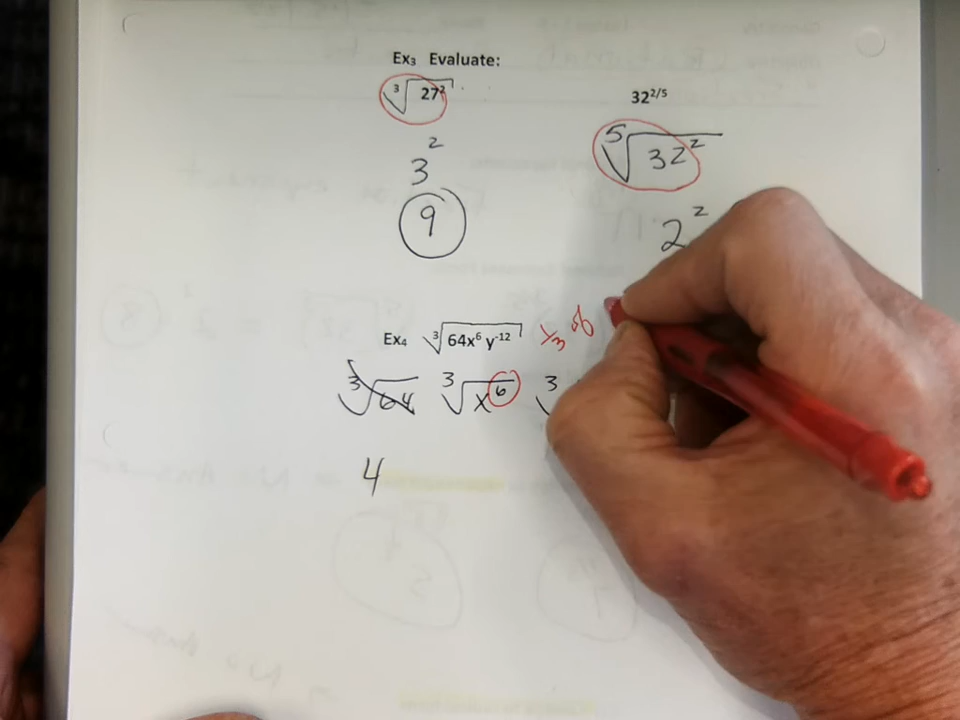 Ex3 Evaluate:
∛27² 32^2/5
⁵√32²
3² 2²
9
Ex4 ∛64x⁶ y⁻¹² 1/3 of
∛64 ∛x⁶ 3
4